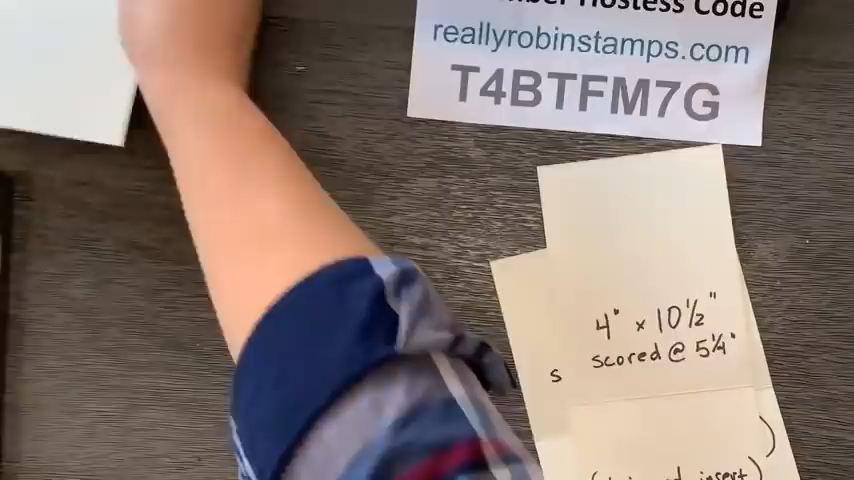 Hostess Code
reallyrobinstamps.com
T4BTFM7G
4" x 10½"
scored @ 5¼"
s
insert)